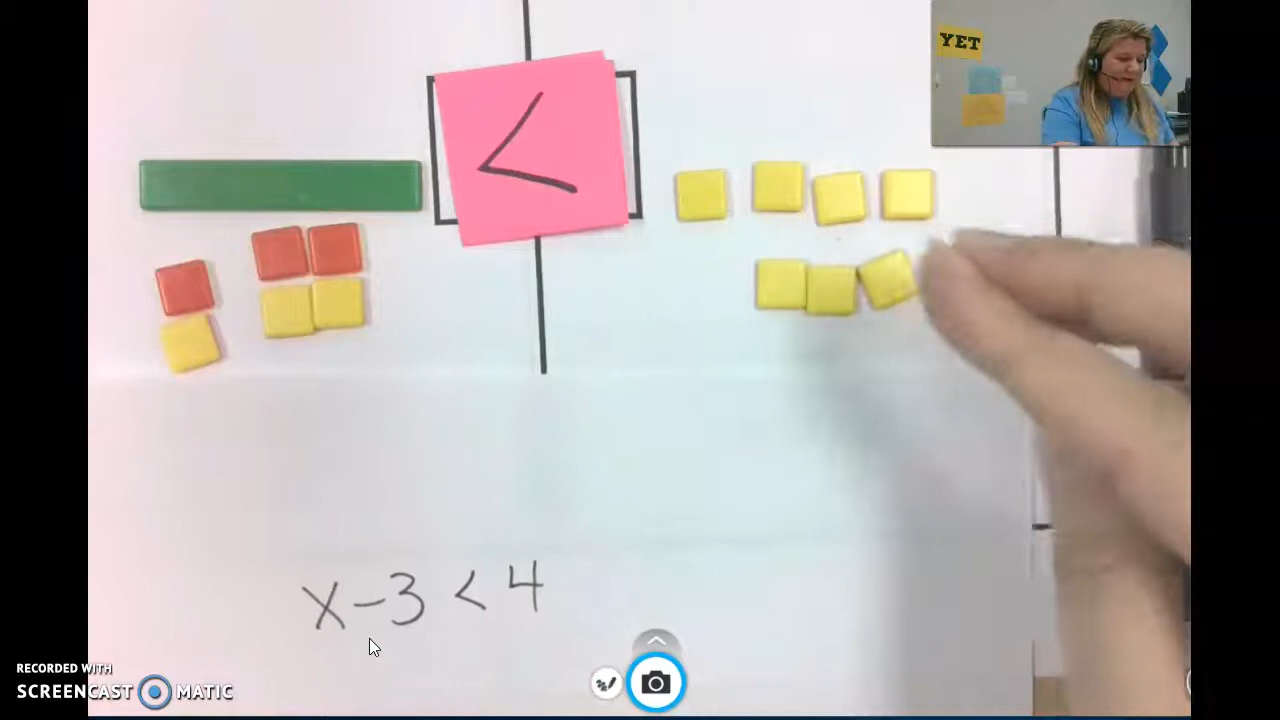 YET
<
x-3 < 4
RECORDED WITH
SCREENCAST MATIC